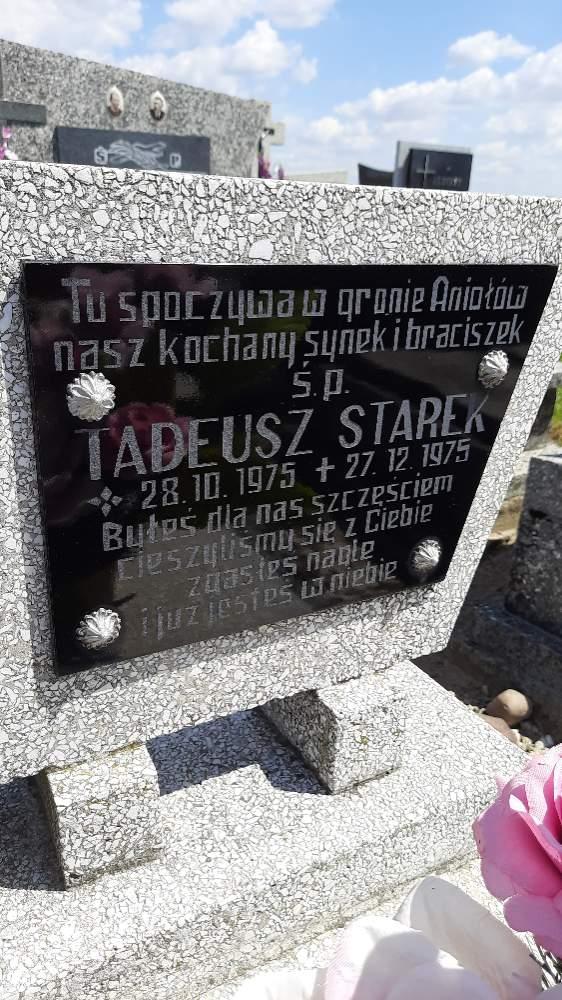 Tu spoczywa w gronie Aniołów
nasz kochany synek i braciszek
ś.p.
TADEUSZ STAREK
28.10.1975 + 27.12.1975
Byłeś dla nas szczęściem
cieszyliśmy się z Ciebie
zgasłeś nagle
i już jesteś w niebie